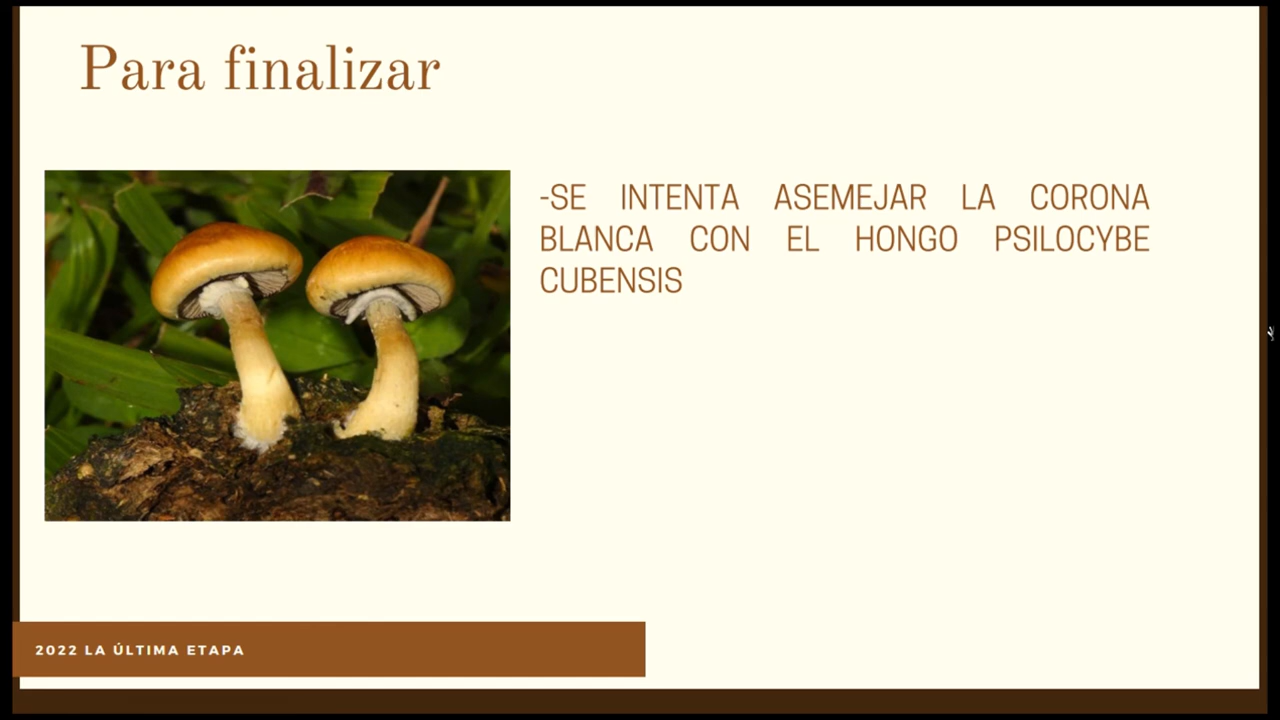 Para finalizar
-SE INTENTA ASEMEJAR LA CORONA
BLANCA CON EL HONGO PSILOCYBE
CUBENSIS
2022 LA ÚLTIMA ETAPA